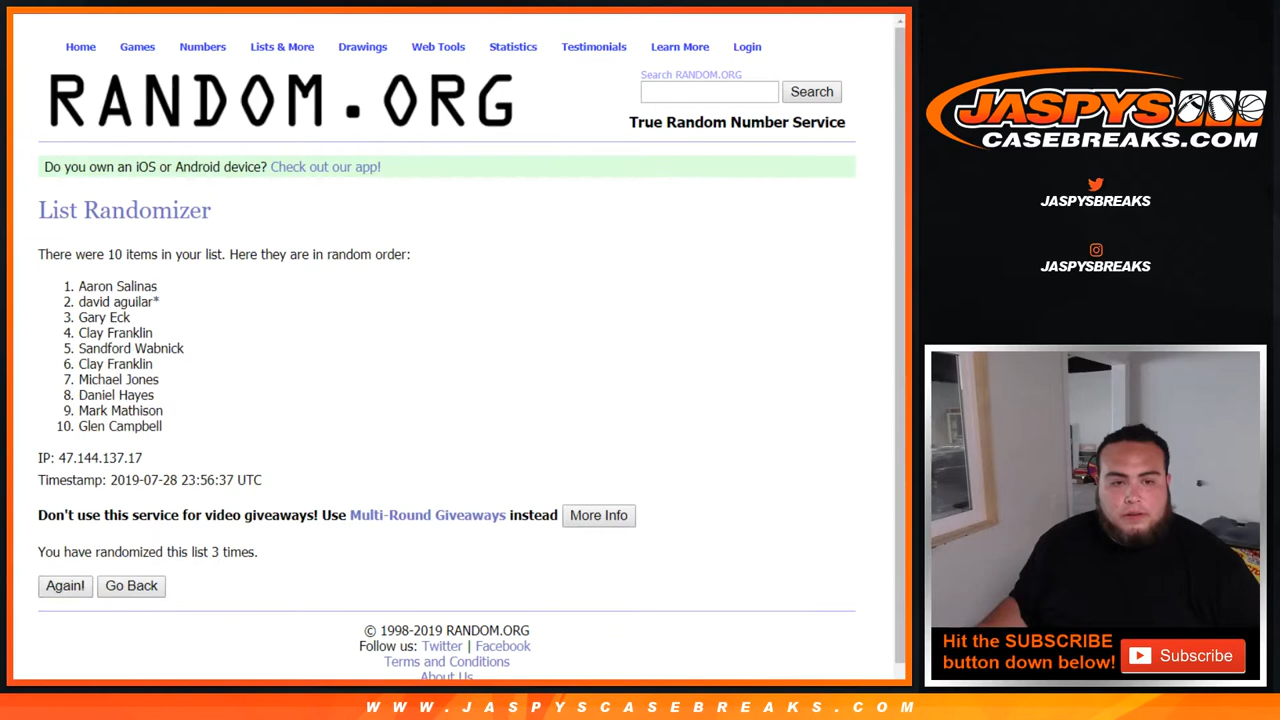 Home Games Numbers Lists & More Drawings Web Tools Statistics Testimonials Learn More Login
RANDOM.ORG
Search RANDOM.ORG
Search
True Random Number Service
Do you own an iOS or Android device? Check out our app!
List Randomizer
There were 10 items in your list. Here they are in random order:
1. Aaron Salinas
2. david aguilar*
3. Gary Eck
4. Clay Franklin
5. Sandford Wabnick
6. Clay Franklin
7. Michael Jones
8. Daniel Hayes
9. Mark Mathison
10. Glen Campbell
IP: 47.144.137.17
Timestamp: 2019-07-28 23:56:37 UTC
Don't use this service for video giveaways! Use Multi-Round Giveaways instead More Info
You have randomized this list 3 times.
Again! Go Back
© 1998-2019 RANDOM.ORG
Follow us: Twitter | Facebook
Terms and Conditions
About Us
JASPYS
CASEBREAKS.COM
JASPYSBREAKS
JASPYSBREAKS
Hit the SUBSCRIBE
button down below!
Subscribe
WWW.JASPYSCASEBREAKS.COM